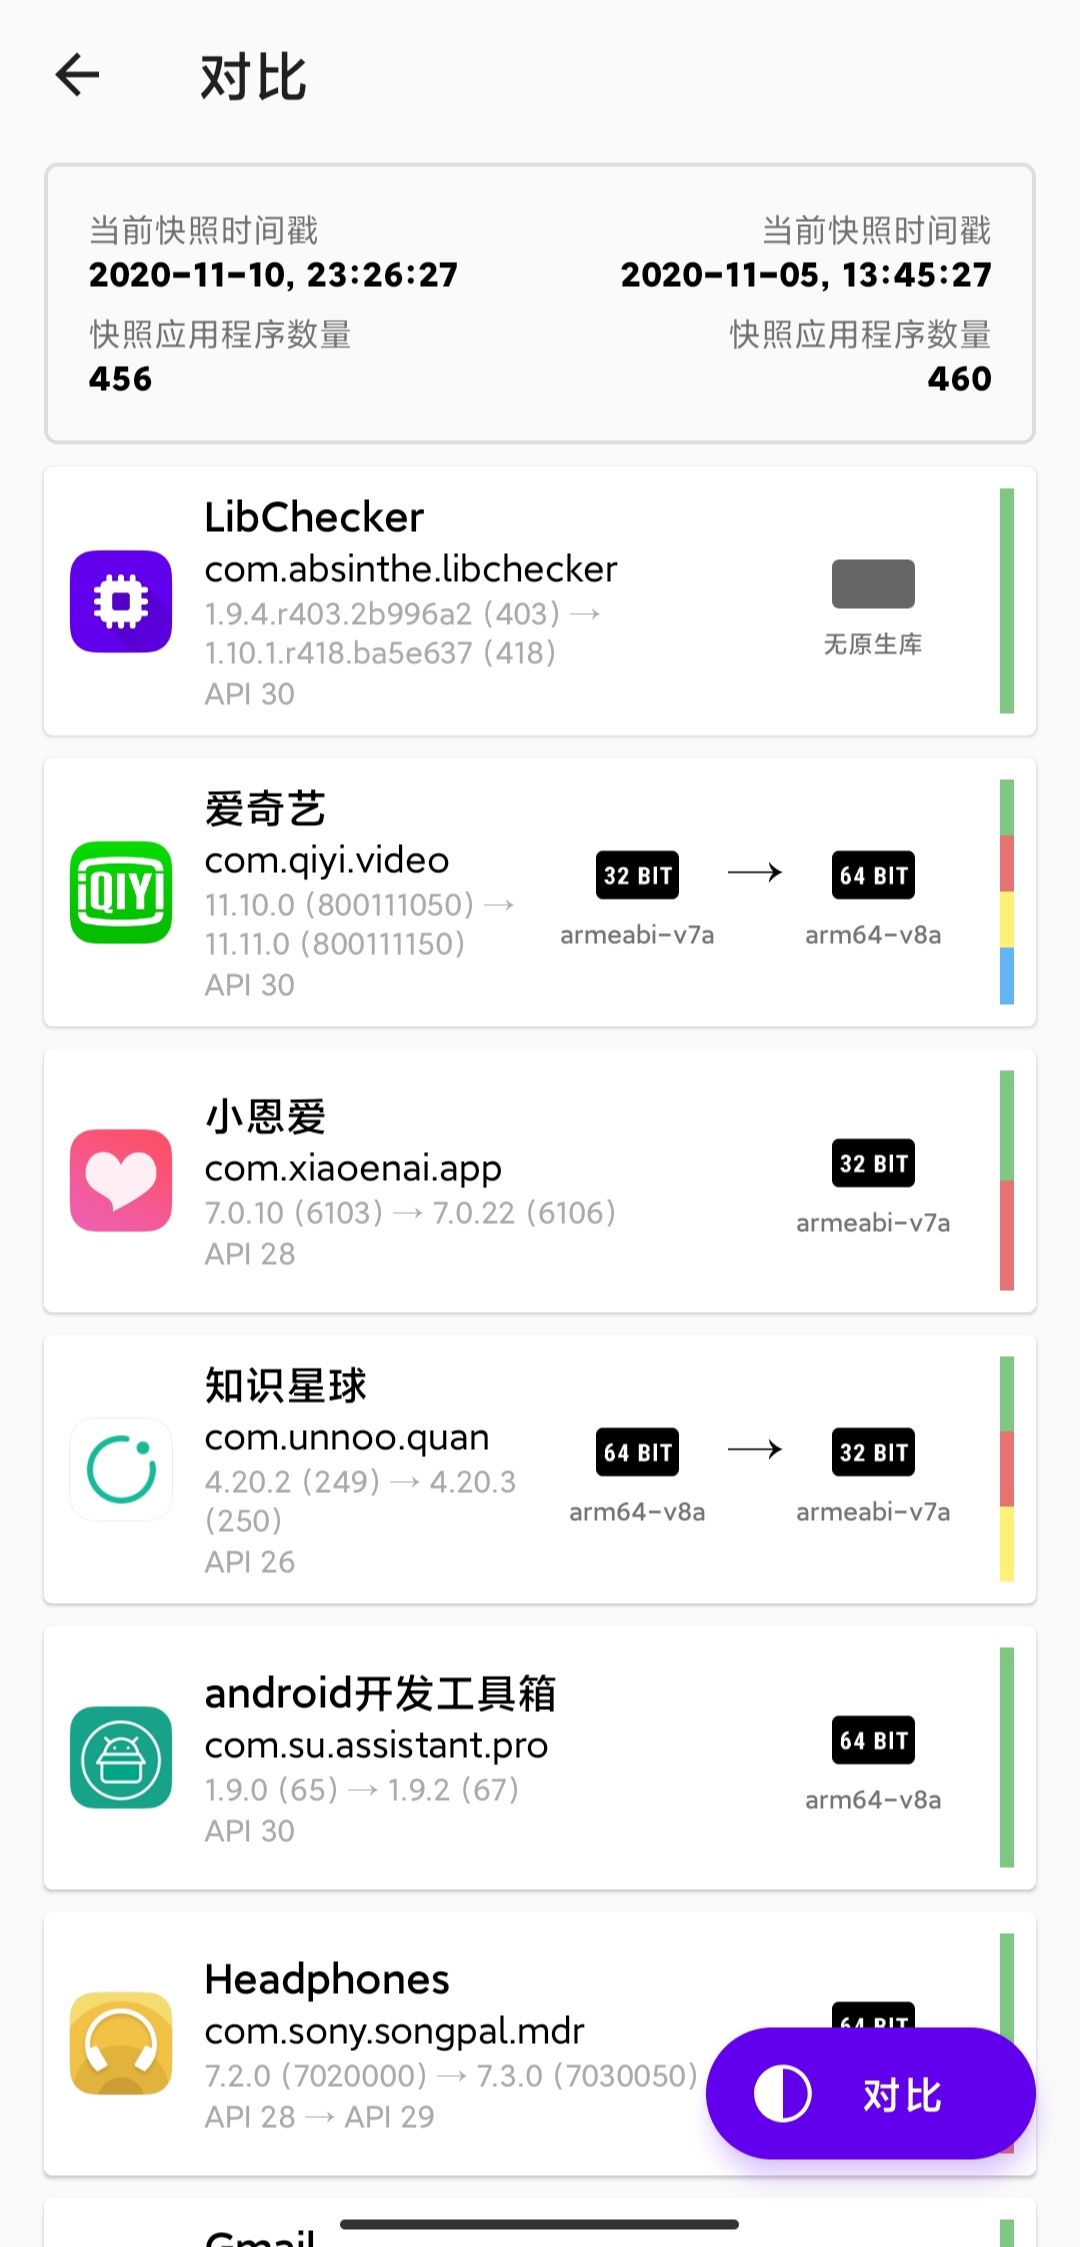 对比
当前快照时间戳
2020-11-10, 23:26:27
快照应用程序数量
456
当前快照时间戳
2020-11-05, 13:45:27
快照应用程序数量
460
LibChecker
com.absinthe.libchecker
1.9.4.r403.2b996a2 (403) →
1.10.1.r418.ba5e637 (418)
API 30
无原生库
iQIYI
爱奇艺
com.qiyi.video
11.10.0 (800111050) →
11.11.0 (800111150)
API 30
32 BIT → 64 BIT
armeabi-v7a arm64-v8a
小恩爱
com.xiaoenai.app
7.0.10 (6103) → 7.0.22 (6106)
API 28
32 BIT
armeabi-v7a
知识星球
com.unnoo.quan
4.20.2 (249) → 4.20.3
(250)
API 26
64 BIT → 32 BIT
arm64-v8a armeabi-v7a
android开发工具箱
com.su.assistant.pro
1.9.0 (65) → 1.9.2 (67)
API 30
64 BIT
arm64-v8a
Headphones
com.sony.songpal.mdr
7.2.0 (7020000) → 7.3.0 (7030050)
API 28 → API 29
64 BIT
对比
Gmail